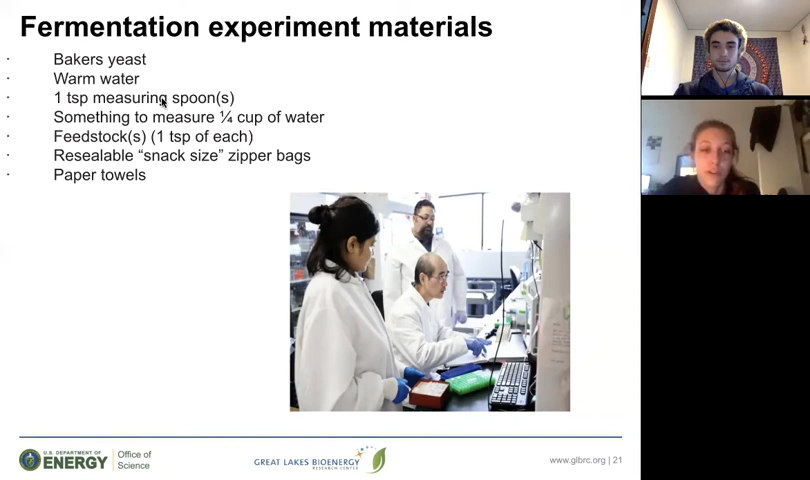 Fermentation experiment materials
· Bakers yeast
· Warm water
· 1 tsp measuring spoon(s)
· Something to measure ¼ cup of water
· Feedstock(s) (1 tsp of each)
· Resealable “snack size” zipper bags
· Paper towels
U.S. DEPARTMENT OF
ENERGY
Office of
Science
GREAT LAKES BIOENERGY
RESEARCH CENTER
www.glbrc.org | 21